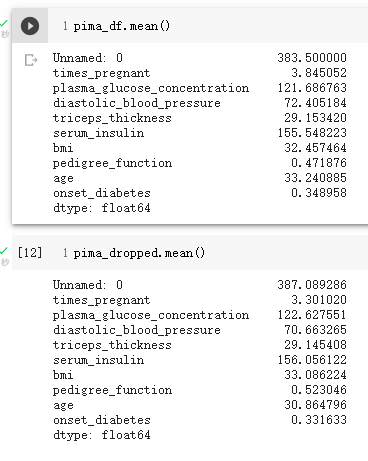 1 pima_df.mean()
Unnamed: 0 383.500000
times_pregnant 3.845052
plasma_glucose_concentration 121.686763
diastolic_blood_pressure 72.405184
triceps_thickness 29.153420
serum_insulin 155.548223
bmi 32.457464
pedigree_function 0.471876
age 33.240885
onset_diabetes 0.348958
dtype: float64
[12] 1 pima_dropped.mean()
Unnamed: 0 387.089286
times_pregnant 3.301020
plasma_glucose_concentration 122.627551
diastolic_blood_pressure 70.663265
triceps_thickness 29.145408
serum_insulin 156.056122
bmi 33.086224
pedigree_function 0.523046
age 30.864796
onset_diabetes 0.331633
dtype: float64